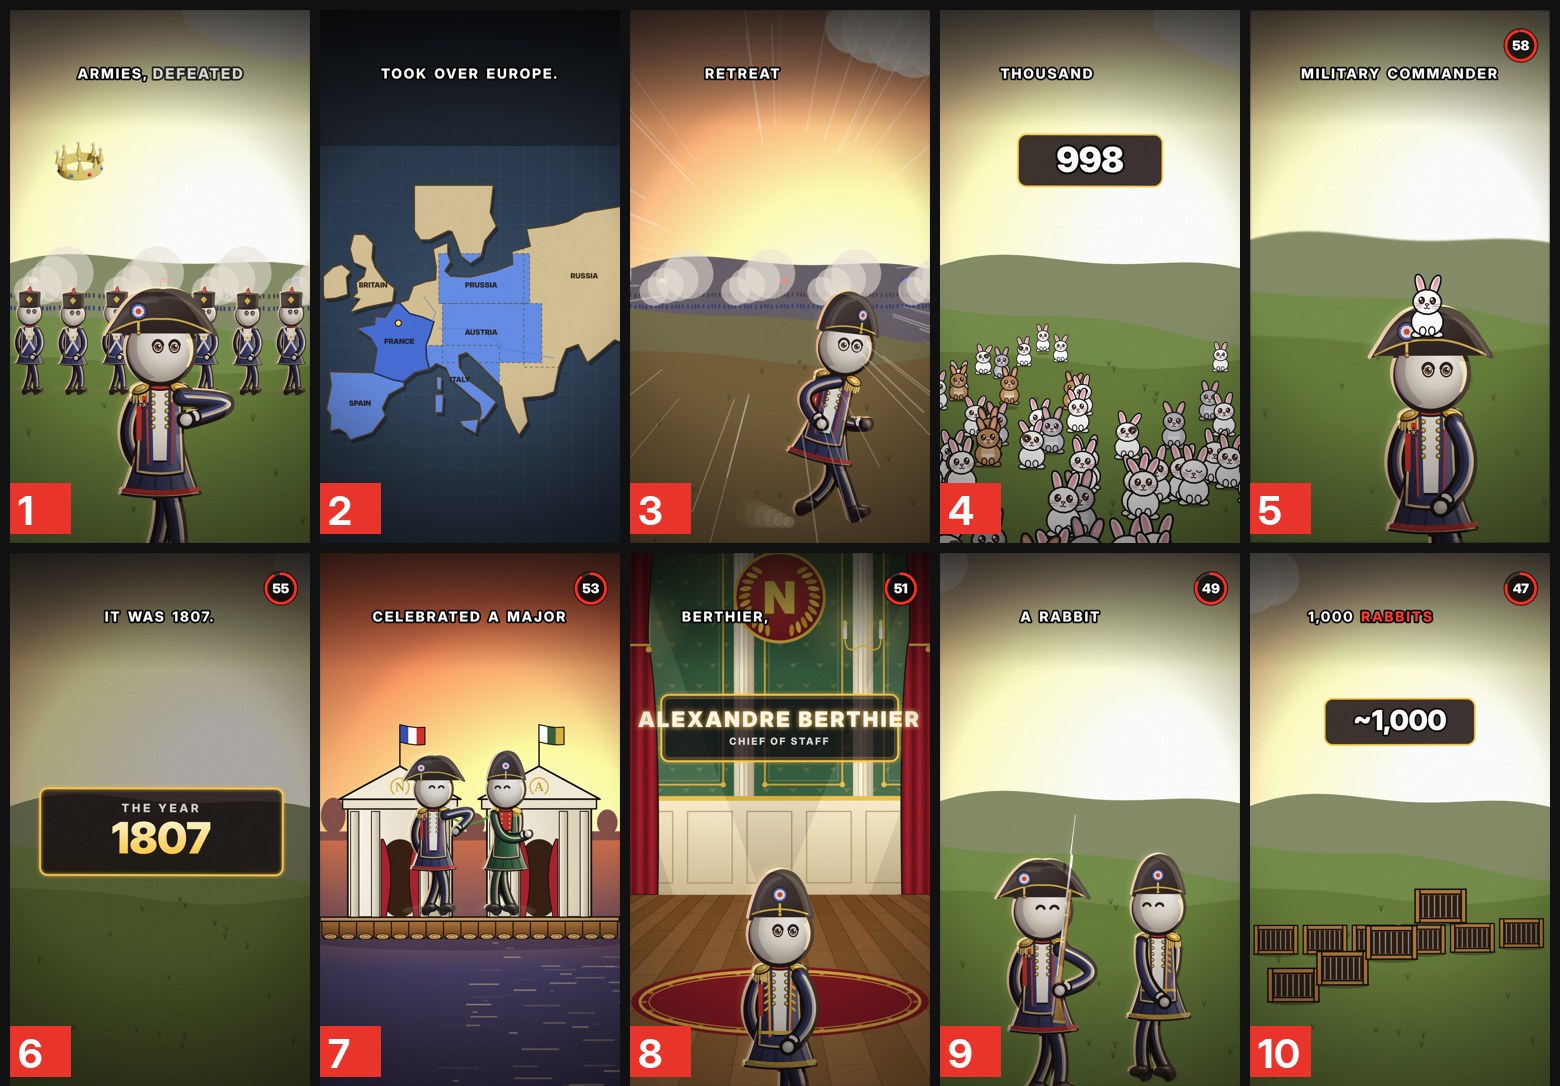 ARMIES, DEFEATED
1
TOOK OVER EUROPE.
BRITAIN
PRUSSIA
RUSSIA
AUSTRIA
FRANCE
ITALY
SPAIN
2
RETREAT
3
THOUSAND
998
4
58
MILITARY COMMANDER
5
55
IT WAS 1807.
THE YEAR
1807
6
53
CELEBRATED A MAJOR
N
A
7
N
51
BERTHIER,
ALEXANDRE BERTHIER
CHIEF OF STAFF
8
49
A RABBIT
9
47
1,000 RABBITS
~1,000
10